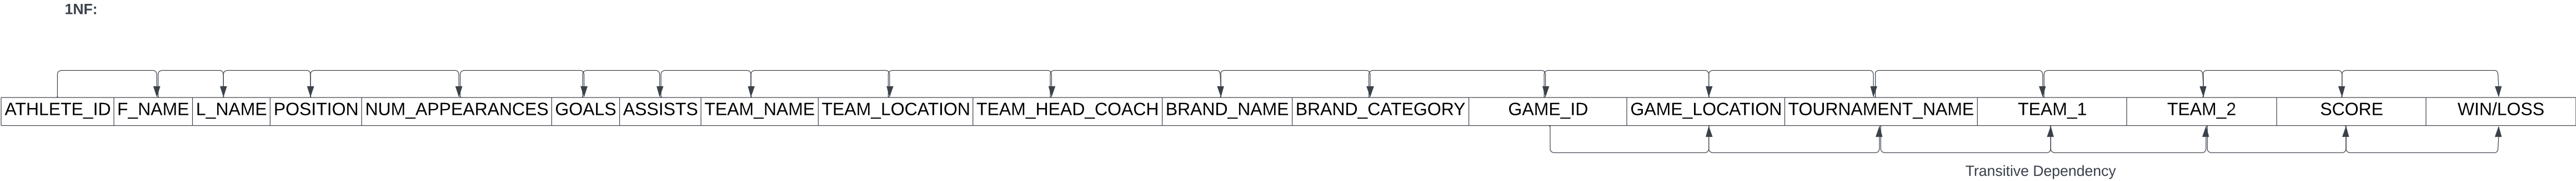 1NF:
ATHLETE_ID F_NAME L_NAME POSITION NUM_APPEARANCES GOALS ASSISTS TEAM_NAME TEAM_LOCATION TEAM_HEAD_COACH BRAND_NAME BRAND_CATEGORY GAME_ID GAME_LOCATION TOURNAMENT_NAME TEAM_1 TEAM_2 SCORE WIN/LOSS
Transitive Dependency